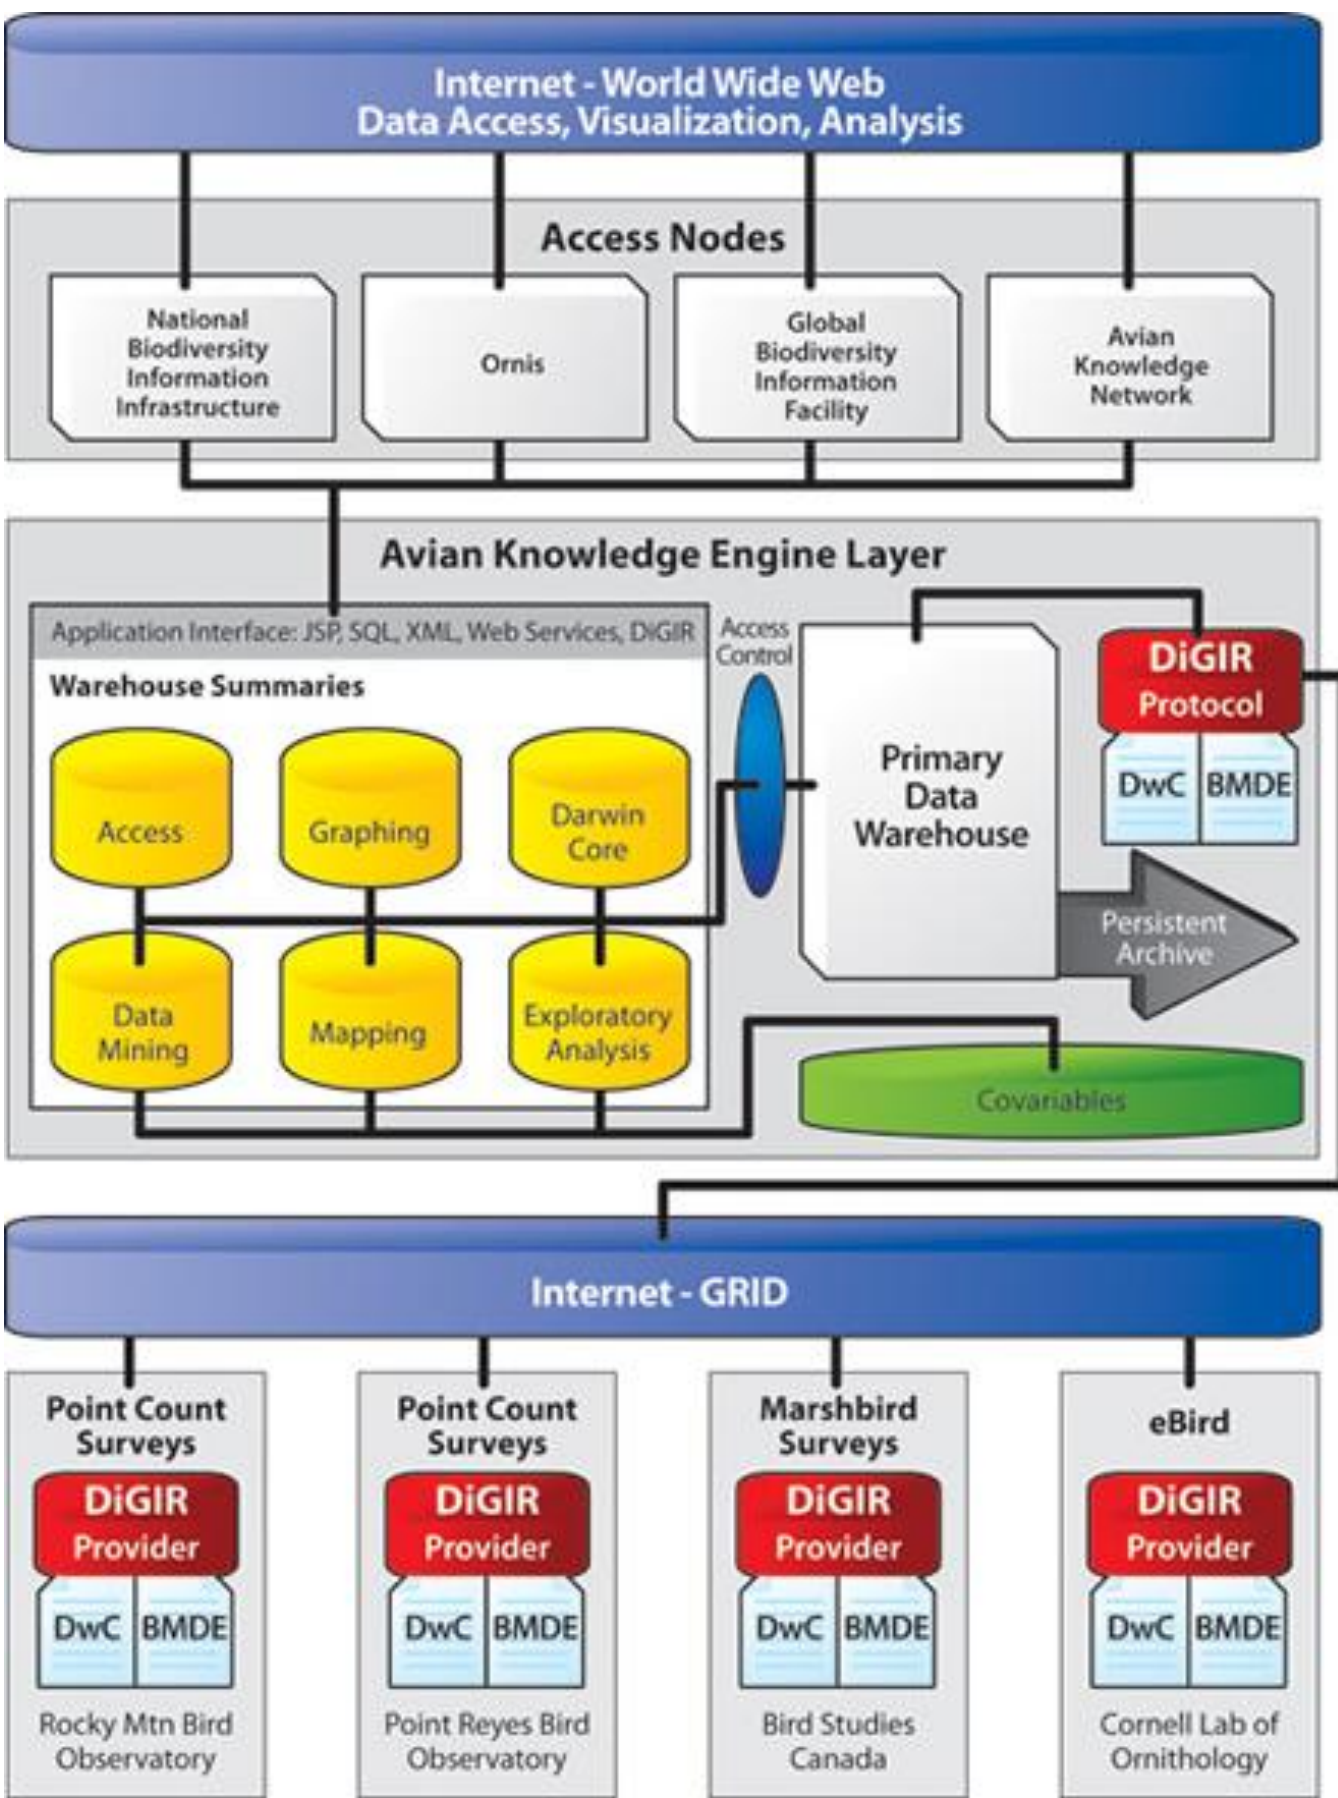 Internet - World Wide Web
Data Access, Visualization, Analysis
Access Nodes
National
Biodiversity
Information
Infrastructure
Ornis
Global
Biodiversity
Information
Facility
Avian
Knowledge
Network
Avian Knowledge Engine Layer
Application Interface: JSP, SQL, XML, Web Services, DiGIR
Warehouse Summaries
Access
Graphing
Darwin
Core
Data
Mining
Mapping
Exploratory
Analysis
Access
Control
Primary
Data
Warehouse
DiGIR
Protocol
DwC
BMDE
Persistent
Archive
Covariables
Internet - GRID
Point Count
Surveys
DiGIR
Provider
DwC
BMDE
Rocky Mtn Bird
Observatory
Point Count
Surveys
DiGIR
Provider
DwC
BMDE
Point Reyes Bird
Observatory
Marshbird
Surveys
DiGIR
Provider
DwC
BMDE
Bird Studies
Canada
eBird
DiGIR
Provider
DwC
BMDE
Cornell Lab of
Ornithology